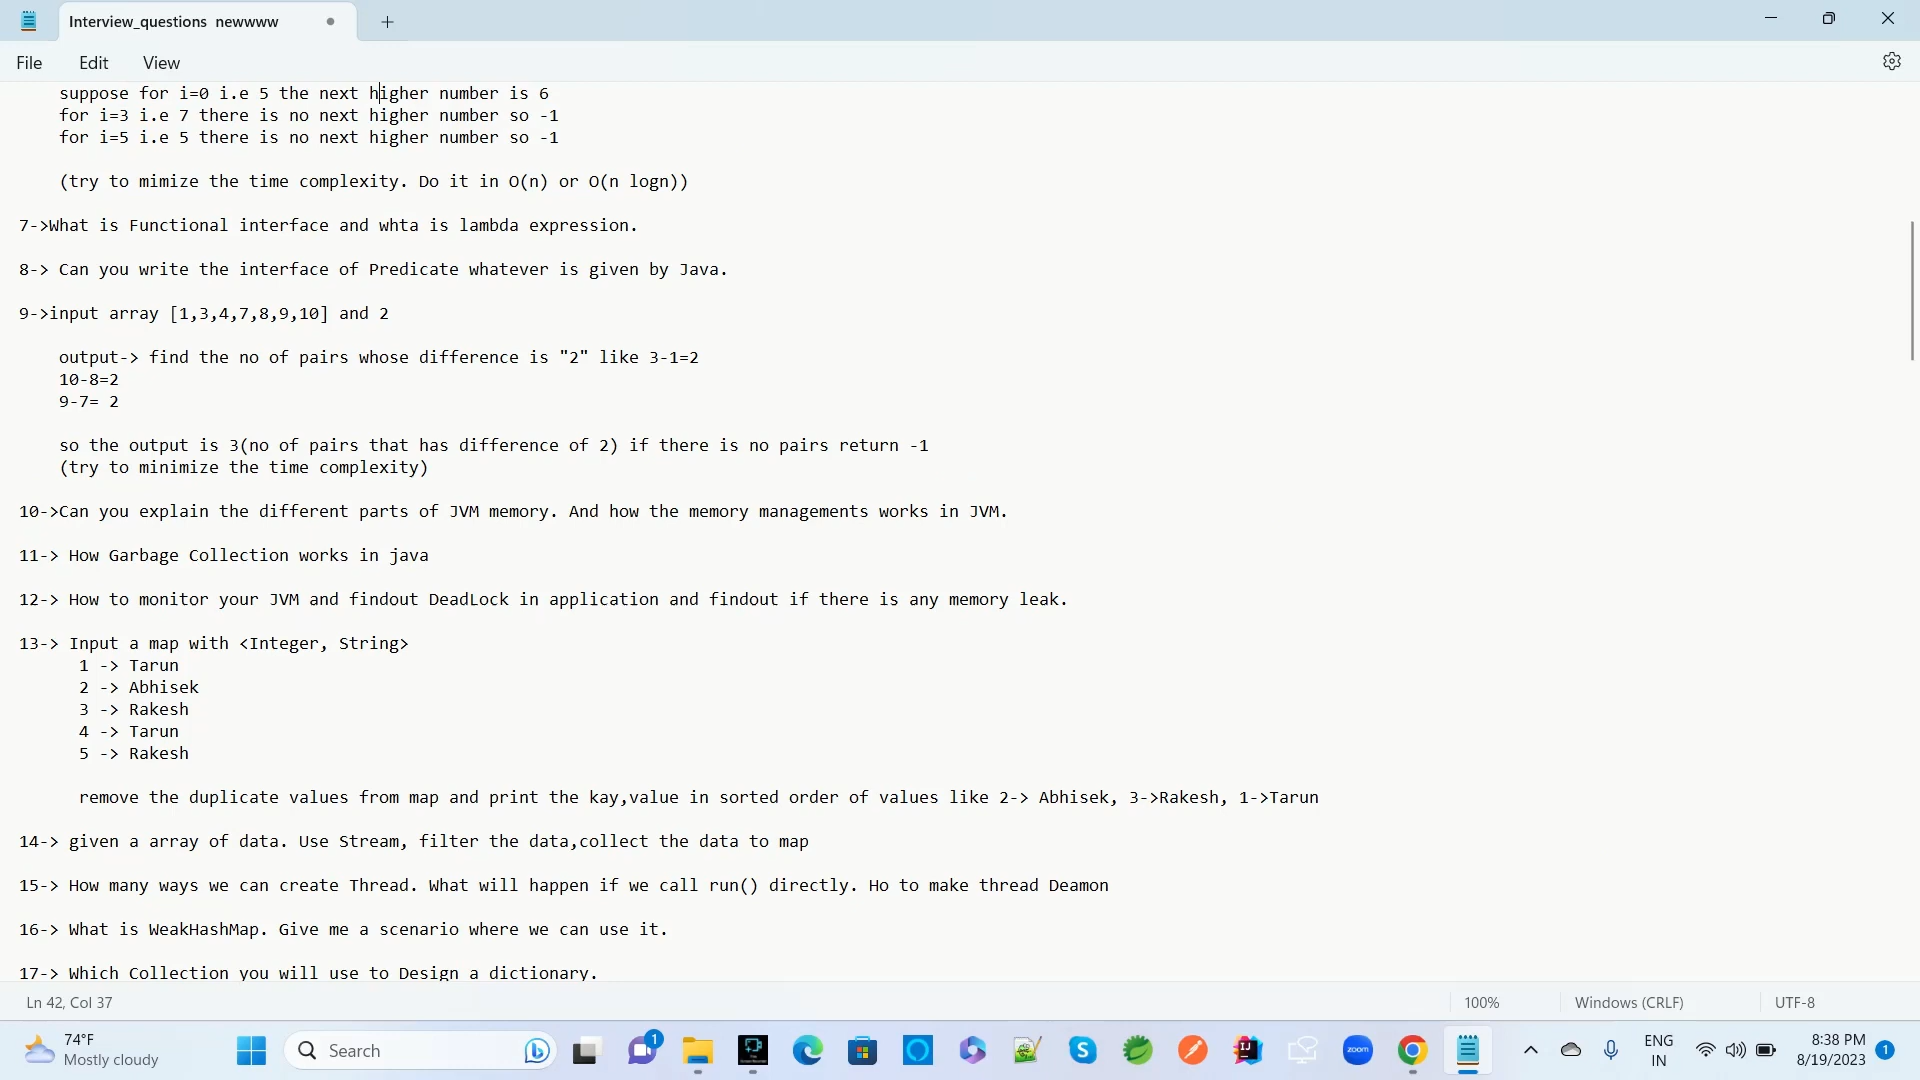 Interview_questions newwww
File Edit View
suppose for i=0 i.e 5 the next higher number is 6
for i=3 i.e 7 there is no next higher number so -1
for i=5 i.e 5 there is no next higher number so -1
(try to mimize the time complexity. Do it in O(n) or O(n logn))
7->What is Functional interface and whta is lambda expression.
8-> Can you write the interface of Predicate whatever is given by Java.
9->input array [1,3,4,7,8,9,10] and 2
output-> find the no of pairs whose difference is "2" like 3-1=2
10-8=2
9-7= 2
so the output is 3(no of pairs that has difference of 2) if there is no pairs return -1
(try to minimize the time complexity)
10->Can you explain the different parts of JVM memory. And how the memory managements works in JVM.
11-> How Garbage Collection works in java
12-> How to monitor your JVM and findout DeadLock in application and findout if there is any memory leak.
13-> Input a map with <Integer, String>
1 -> Tarun
2 -> Abhisek
3 -> Rakesh
4 -> Tarun
5 -> Rakesh
remove the duplicate values from map and print the kay,value in sorted order of values like 2-> Abhisek, 3->Rakesh, 1->Tarun
14-> given a array of data. Use Stream, filter the data,collect the data to map
15-> How many ways we can create Thread. What will happen if we call run() directly. Ho to make thread Deamon
16-> What is WeakHashMap. Give me a scenario where we can use it.
17-> Which Collection you will use to Design a dictionary.
Ln 42, Col 37 100% Windows (CRLF) UTF-8
74°F
Mostly cloudy
Search
1
zoom
ENG
IN
8:38 PM
8/19/2023
1